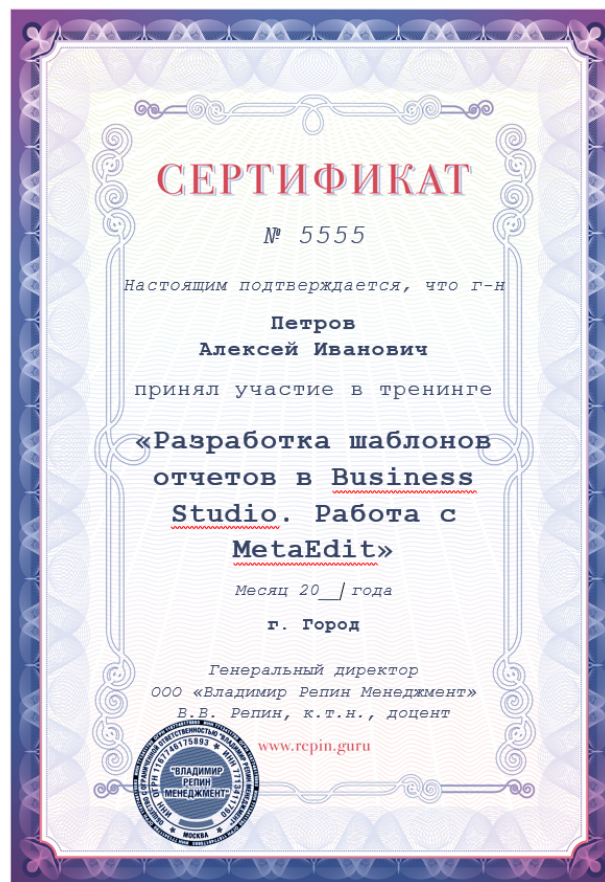 СЕРТИФИКАТ
№ 5555
Настоящим подтверждается, что г-н
Петров
Алексей Иванович
принял участие в тренинге
«Разработка шаблонов
отчетов в Business
Studio. Работа с
MetaEdit»
Месяц 20__/ года
г. Город
Генеральный директор
ООО «Владимир Репин Менеджмент»
В.В. Репин, к.т.н., доцент
www.repin.guru
"ВЛАДИМИР
РЕПИН
МЕНЕДЖМЕНТ"
МОСКВА